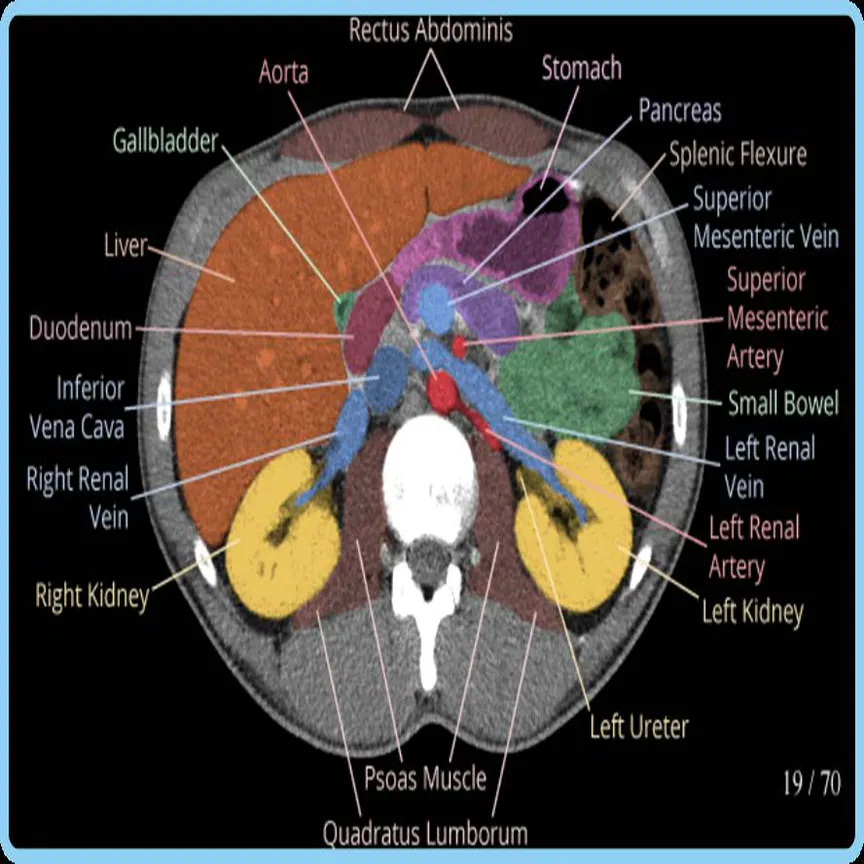 Rectus Abdominis
Aorta
Stomach
Gallbladder
Pancreas
Splenic Flexure
Superior
Mesenteric Vein
Liver
Superior
Mesenteric
Artery
Duodenum
Inferior
Vena Cava
Small Bowel
Left Renal
Vein
Right Renal
Vein
Left Renal
Artery
Right Kidney
Left Kidney
Left Ureter
Psoas Muscle
19 / 70
Quadratus Lumborum